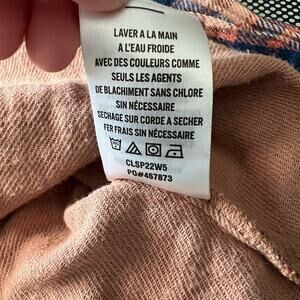 LAVER A LA MAIN
A L'EAU FROIDE
AVEC DES COULEURS COMME
SEULS LES AGENTS
DE BLACHIMENT SANS CHLORE
SIN NÉCESSAIRE
SECHAGE SUR CORDE A SECHER
FER FRAIS SIN NÉCESSAIRE
CLSP22W5
PO#467873